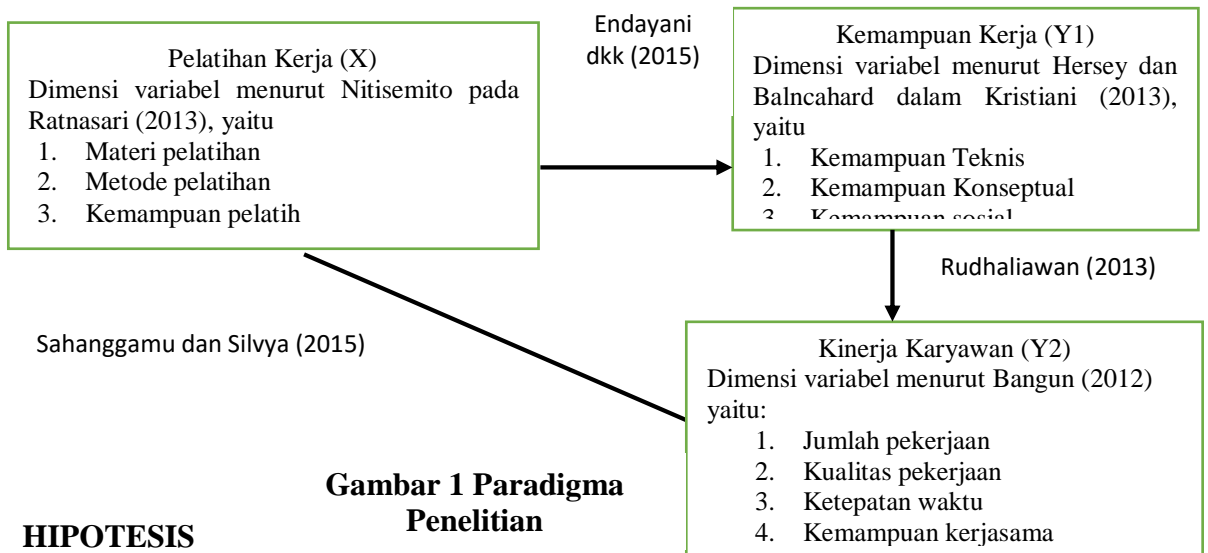 Pelatihan Kerja (X)
Dimensi variabel menurut Nitisemito pada
Ratnasari (2013), yaitu
1. Materi pelatihan
2. Metode pelatihan
3. Kemampuan pelatih
Endayani
dkk (2015)
Kemampuan Kerja (Y1)
Dimensi variabel menurut Hersey dan
Balncahard dalam Kristiani (2013),
yaitu
1. Kemampuan Teknis
2. Kemampuan Konseptual
3. Kemampuan sosial
Rudhaliawan (2013)
Sahanggamu dan Silvya (2015)
Kinerja Karyawan (Y2)
Dimensi variabel menurut Bangun (2012)
yaitu:
1. Jumlah pekerjaan
2. Kualitas pekerjaan
3. Ketepatan waktu
4. Kemampuan kerjasama
Gambar 1 Paradigma
Penelitian
HIPOTESIS